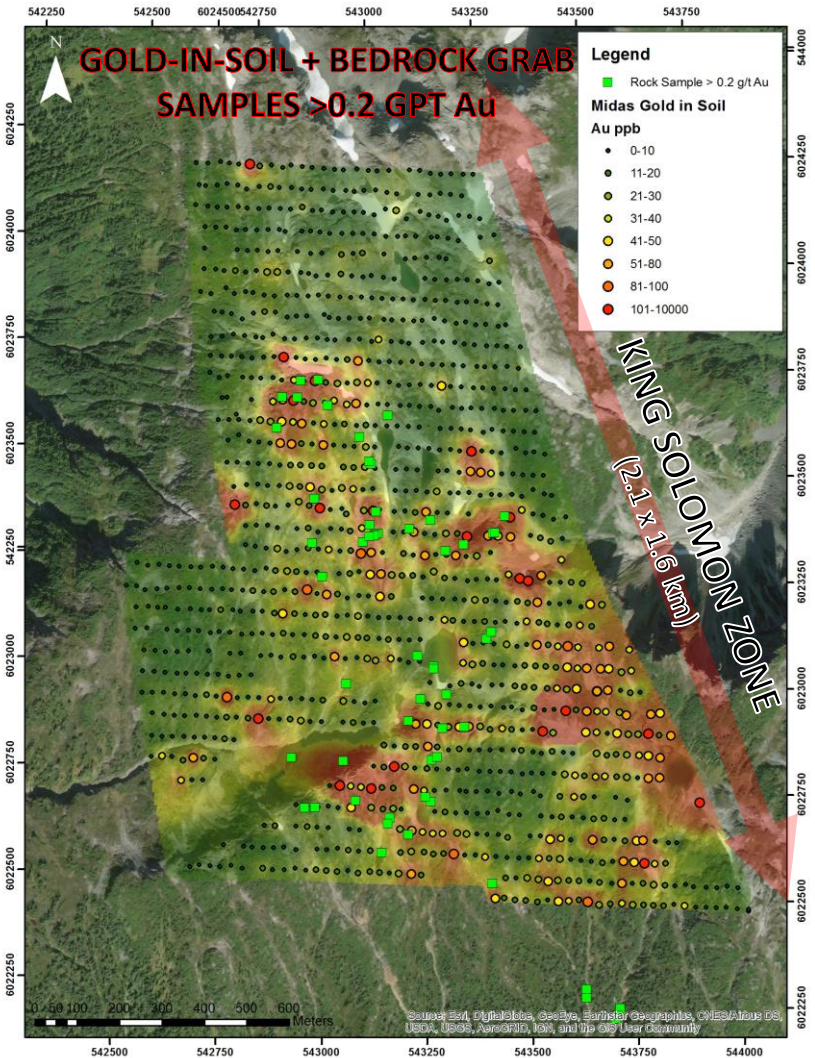 542250 542500 6024500 542750 543000 543250 543500 543750
N
GOLD-IN-SOIL + BEDROCK GRAB
SAMPLES >0.2 GPT Au
Legend
Rock Sample > 0.2 g/t Au
Midas Gold in Soil
Au ppb
0-10
11-20
21-30
31-40
41-50
51-80
81-100
101-10000
KING SOLOMON ZONE
(2.1 x 1.6 km)
6024250
6024000
6023750
6023500
542250
6023000
6022750
6022500
6022250
544000
6024250
6024000
6023750
6023500
6023250
6023000
6022750
6022500
6022250
0 50 100 200 300 400 500 600
Meters
Source: Esri, DigitalGlobe, GeoEye, Earthstar Geographics, CNES/Airbus DS,
USDA, USGS, AeroGRID, IGN, and the GIS User Community
542500 542750 543000 543250 543500 543750 544000